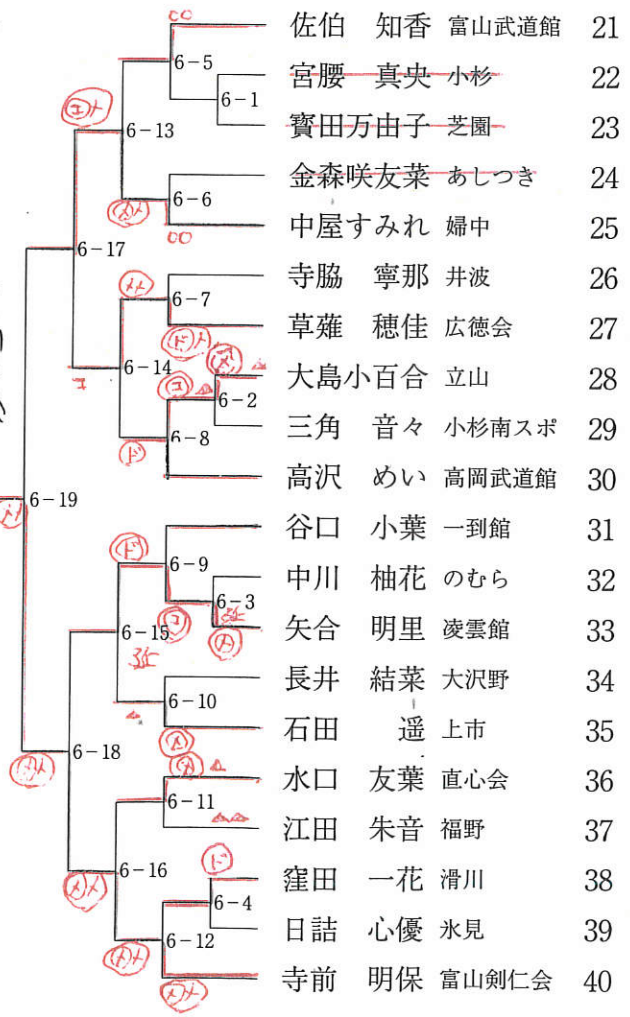 佐伯 知香 富山武道館 21
宮腰 真央 小杉 22
寳田万由子 芝園 23
金森咲友菜 あしつき 24
中屋すみれ 婦中 25
寺脇 寧那 井波 26
草薙 穂佳 広徳会 27
大島小百合 立山 28
三角 音々 小杉南スポ 29
高沢 めい 高岡武道館 30
谷口 小葉 一到館 31
中川 柚花 のむら 32
矢合 明里 凌雲館 33
長井 結菜 大沢野 34
石田 遥 上市 35
水口 友葉 直心会 36
江田 朱音 福野 37
窪田 一花 滑川 38
日詰 心優 氷見 39
寺前 明保 富山剣仁会 40
6-5
6-1
6-13
6-6
6-17
6-7
6-14
6-2
6-8
6-19
6-9
6-3
6-15
6-10
6-18
6-11
6-16
6-4
6-12